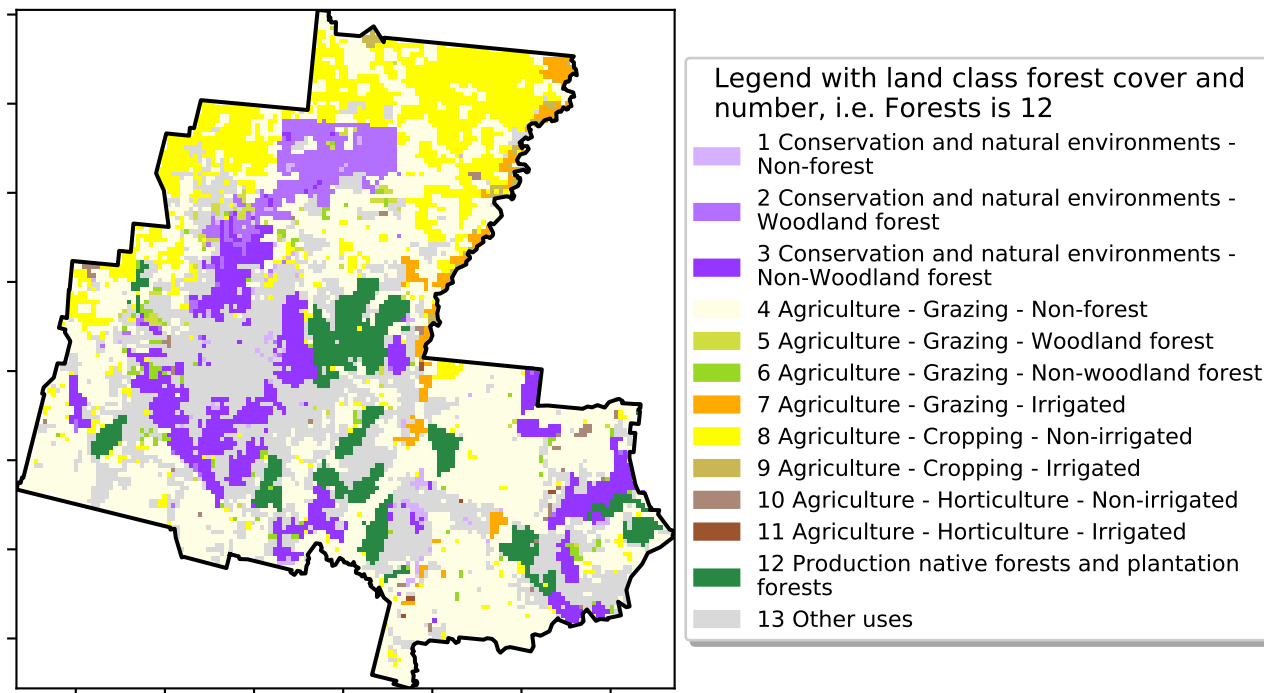 Legend with land class forest cover and
number, i.e. Forests is 12
1 Conservation and natural environments -
Non-forest
2 Conservation and natural environments -
Woodland forest
3 Conservation and natural environments -
Non-Woodland forest
4 Agriculture - Grazing - Non-forest
5 Agriculture - Grazing - Woodland forest
6 Agriculture - Grazing - Non-woodland forest
7 Agriculture - Grazing - Irrigated
8 Agriculture - Cropping - Non-irrigated
9 Agriculture - Cropping - Irrigated
10 Agriculture - Horticulture - Non-irrigated
11 Agriculture - Horticulture - Irrigated
12 Production native forests and plantation
forests
13 Other uses